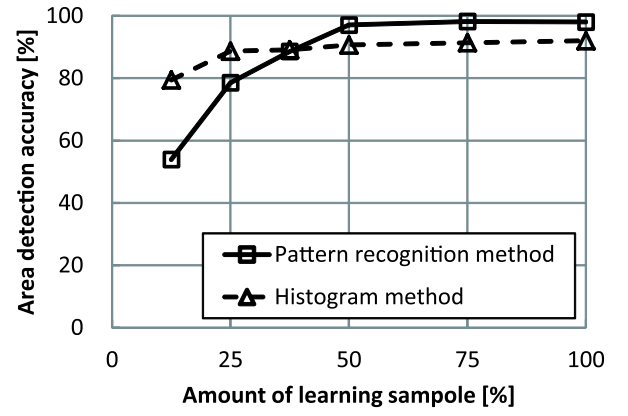 Area detection accuracy [%]
100
80
60
40
20
0
Pattern recognition method
Histogram method
0 25 50 75 100
Amount of learning sampole [%]